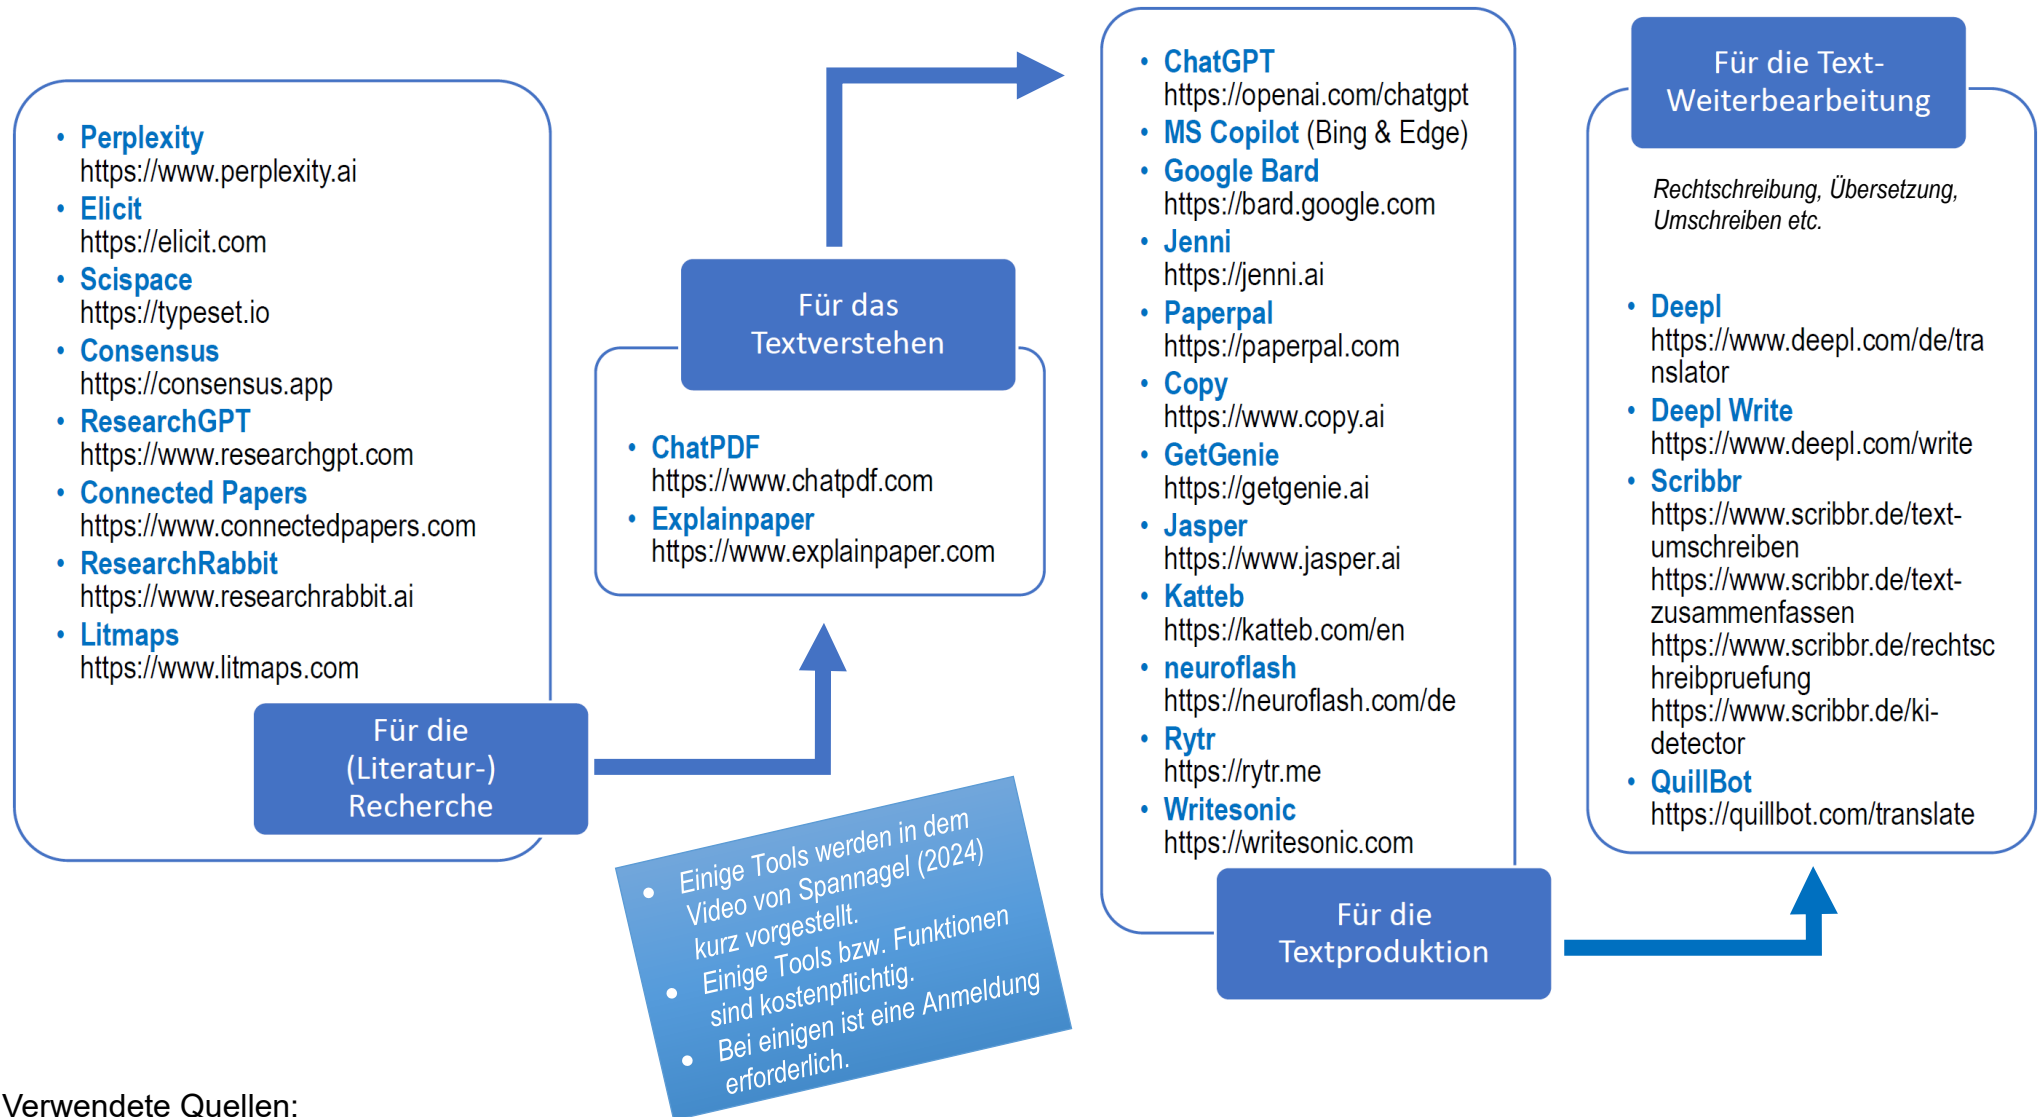 • Perplexity
https://www.perplexity.ai
• Elicit
https://elicit.com
• Scispace
https://typeset.io
• Consensus
https://consensus.app
• ResearchGPT
https://www.researchgpt.com
• Connected Papers
https://www.connectedpapers.com
• ResearchRabbit
https://www.researchrabbit.ai
• Litmaps
https://www.litmaps.com
Für die
(Literatur-)
Recherche
Für das
Textverstehen
• ChatPDF
https://www.chatpdf.com
• Explainpaper
https://www.explainpaper.com
• ChatGPT
https://openai.com/chatgpt
• MS Copilot (Bing & Edge)
• Google Bard
https://bard.google.com
• Jenni
https://jenni.ai
• Paperpal
https://paperpal.com
• Copy
https://www.copy.ai
• GetGenie
https://getgenie.ai
• Jasper
https://www.jasper.ai
• Katteb
https://katteb.com/en
• neuroflash
https://neuroflash.com/de
• Rytr
https://rytr.me
• Writesonic
https://writesonic.com
Für die
Textproduktion
Für die Text-
Weiterbearbeitung
Rechtschreibung, Übersetzung,
Umschreiben etc.
• Deepl
https://www.deepl.com/de/tra
nslator
• Deepl Write
https://www.deepl.com/write
• Scribbr
https://www.scribbr.de/text-
umschreiben
https://www.scribbr.de/text-
zusammenfassen
https://www.scribbr.de/rechtsc
hreibpruefung
https://www.scribbr.de/ki-
detector
• QuillBot
https://quillbot.com/translate
• Einige Tools werden in dem
Video von Spannagel (2024)
kurz vorgestellt.
• Einige Tools bzw. Funktionen
sind kostenpflichtig.
• Bei einigen ist eine Anmeldung
erforderlich.
Verwendete Quellen: